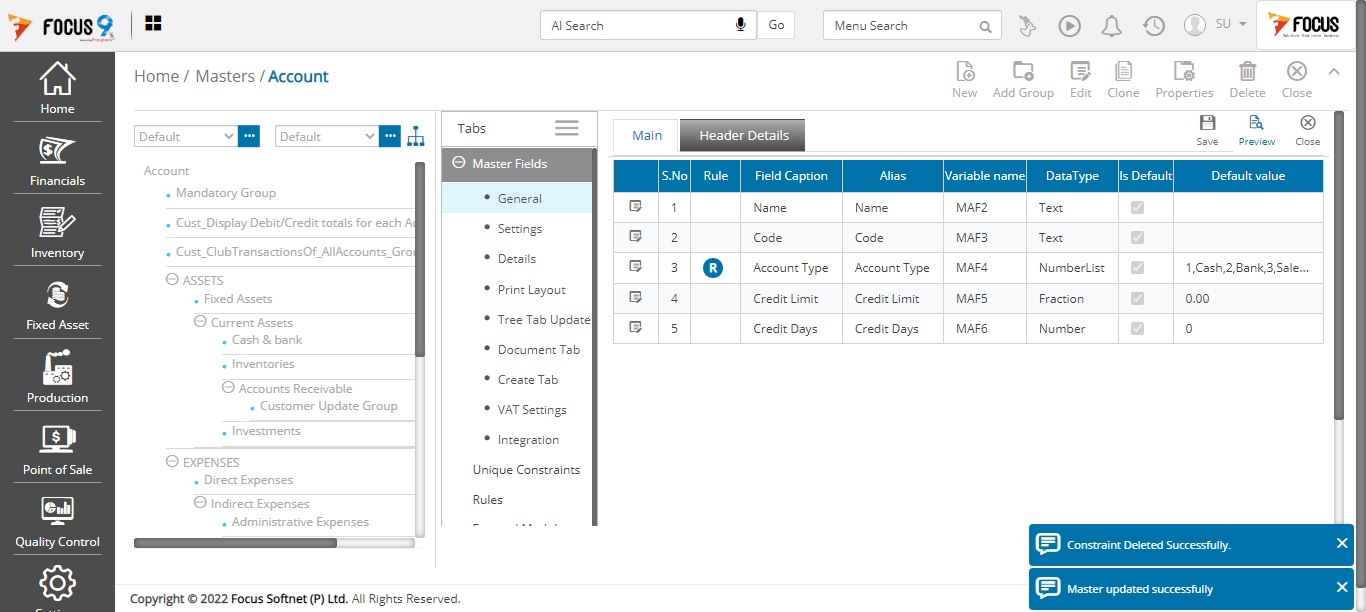 FOCUS 9
AI Search
Go
Menu Search
SU
FOCUS
Home
Financials
Inventory
Fixed Asset
Production
Point of Sale
Quality Control
Home / Masters / Account
New
Add Group
Edit
Clone
Properties
Delete
Close
Default
Default
Account
Mandatory Group
Cust_Display Debit/Credit totals for each Ac
Cust_ClubTransactionsOf_AllAccounts_Grou
ASSETS
Fixed Assets
Current Assets
Cash & bank
Inventories
Accounts Receivable
Customer Update Group
Investments
EXPENSES
Direct Expenses
Indirect Expenses
Administrative Expenses
Tabs
Master Fields
General
Settings
Details
Print Layout
Tree Tab Update
Document Tab
Create Tab
VAT Settings
Integration
Unique Constraints
Rules
Main
Header Details
Save
Preview
Close
S.No Rule Field Caption Alias Variable name DataType Is Default Default value
1 Name Name MAF2 Text
2 Code Code MAF3 Text
3 R Account Type Account Type MAF4 NumberList 1,Cash,2,Bank,3,Sale...
4 Credit Limit Credit Limit MAF5 Fraction 0.00
5 Credit Days Credit Days MAF6 Number 0
Constraint Deleted Successfully.
Master updated successfully
Copyright © 2022 Focus Softnet (P) Ltd. All Rights Reserved.